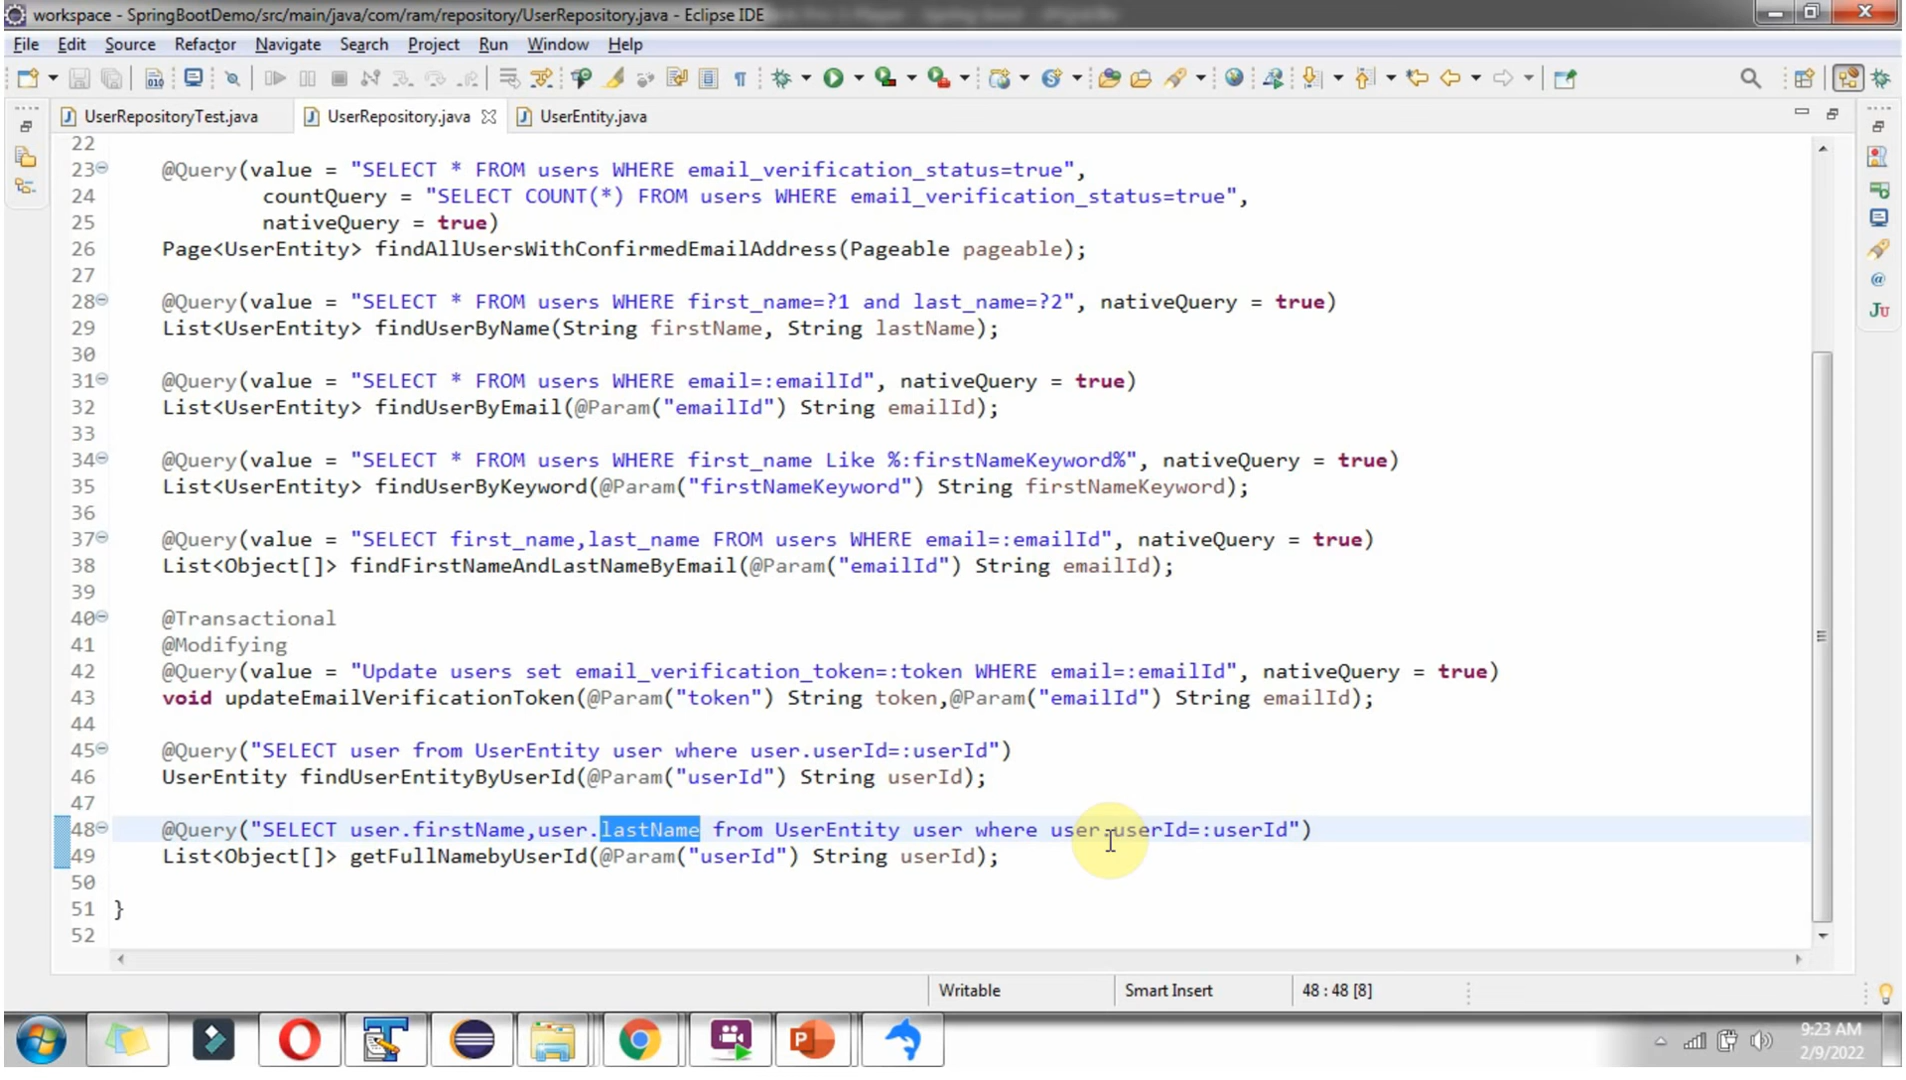 workspace - SpringBootDemo/src/main/java/com/ram/repository/UserRepository.java - Eclipse IDE
File Edit Source Refactor Navigate Search Project Run Window Help
UserRepositoryTest.java UserRepository.java UserEntity.java
22
23 @Query(value = "SELECT * FROM users WHERE email_verification_status=true",
24 countQuery = "SELECT COUNT(*) FROM users WHERE email_verification_status=true",
25 nativeQuery = true)
26 Page<UserEntity> findAllUsersWithConfirmedEmailAddress(Pageable pageable);
27
28 @Query(value = "SELECT * FROM users WHERE first_name=?1 and last_name=?2", nativeQuery = true)
29 List<UserEntity> findUserByName(String firstName, String lastName);
30
31 @Query(value = "SELECT * FROM users WHERE email=:emailId", nativeQuery = true)
32 List<UserEntity> findUserByEmail(@Param("emailId") String emailId);
33
34 @Query(value = "SELECT * FROM users WHERE first_name Like %:firstNameKeyword%", nativeQuery = true)
35 List<UserEntity> findUserByKeyword(@Param("firstNameKeyword") String firstNameKeyword);
36
37 @Query(value = "SELECT first_name,last_name FROM users WHERE email=:emailId", nativeQuery = true)
38 List<Object[]> findFirstNameAndLastNameByEmail(@Param("emailId") String emailId);
39
40 @Transactional
41 @Modifying
42 @Query(value = "Update users set email_verification_token=:token WHERE email=:emailId", nativeQuery = true)
43 void updateEmailVerificationToken(@Param("token") String token,@Param("emailId") String emailId);
44
45 @Query("SELECT user from UserEntity user where user.userId=:userId")
46 UserEntity findUserEntityByUserId(@Param("userId") String userId);
47
48 @Query("SELECT user.firstName,user.lastName from UserEntity user where user.userId=:userId")
49 List<Object[]> getFullNamebyUserId(@Param("userId") String userId);
50
51 }
52
Writable Smart Insert 48 : 48 [8]
9:23 AM
2/9/2022